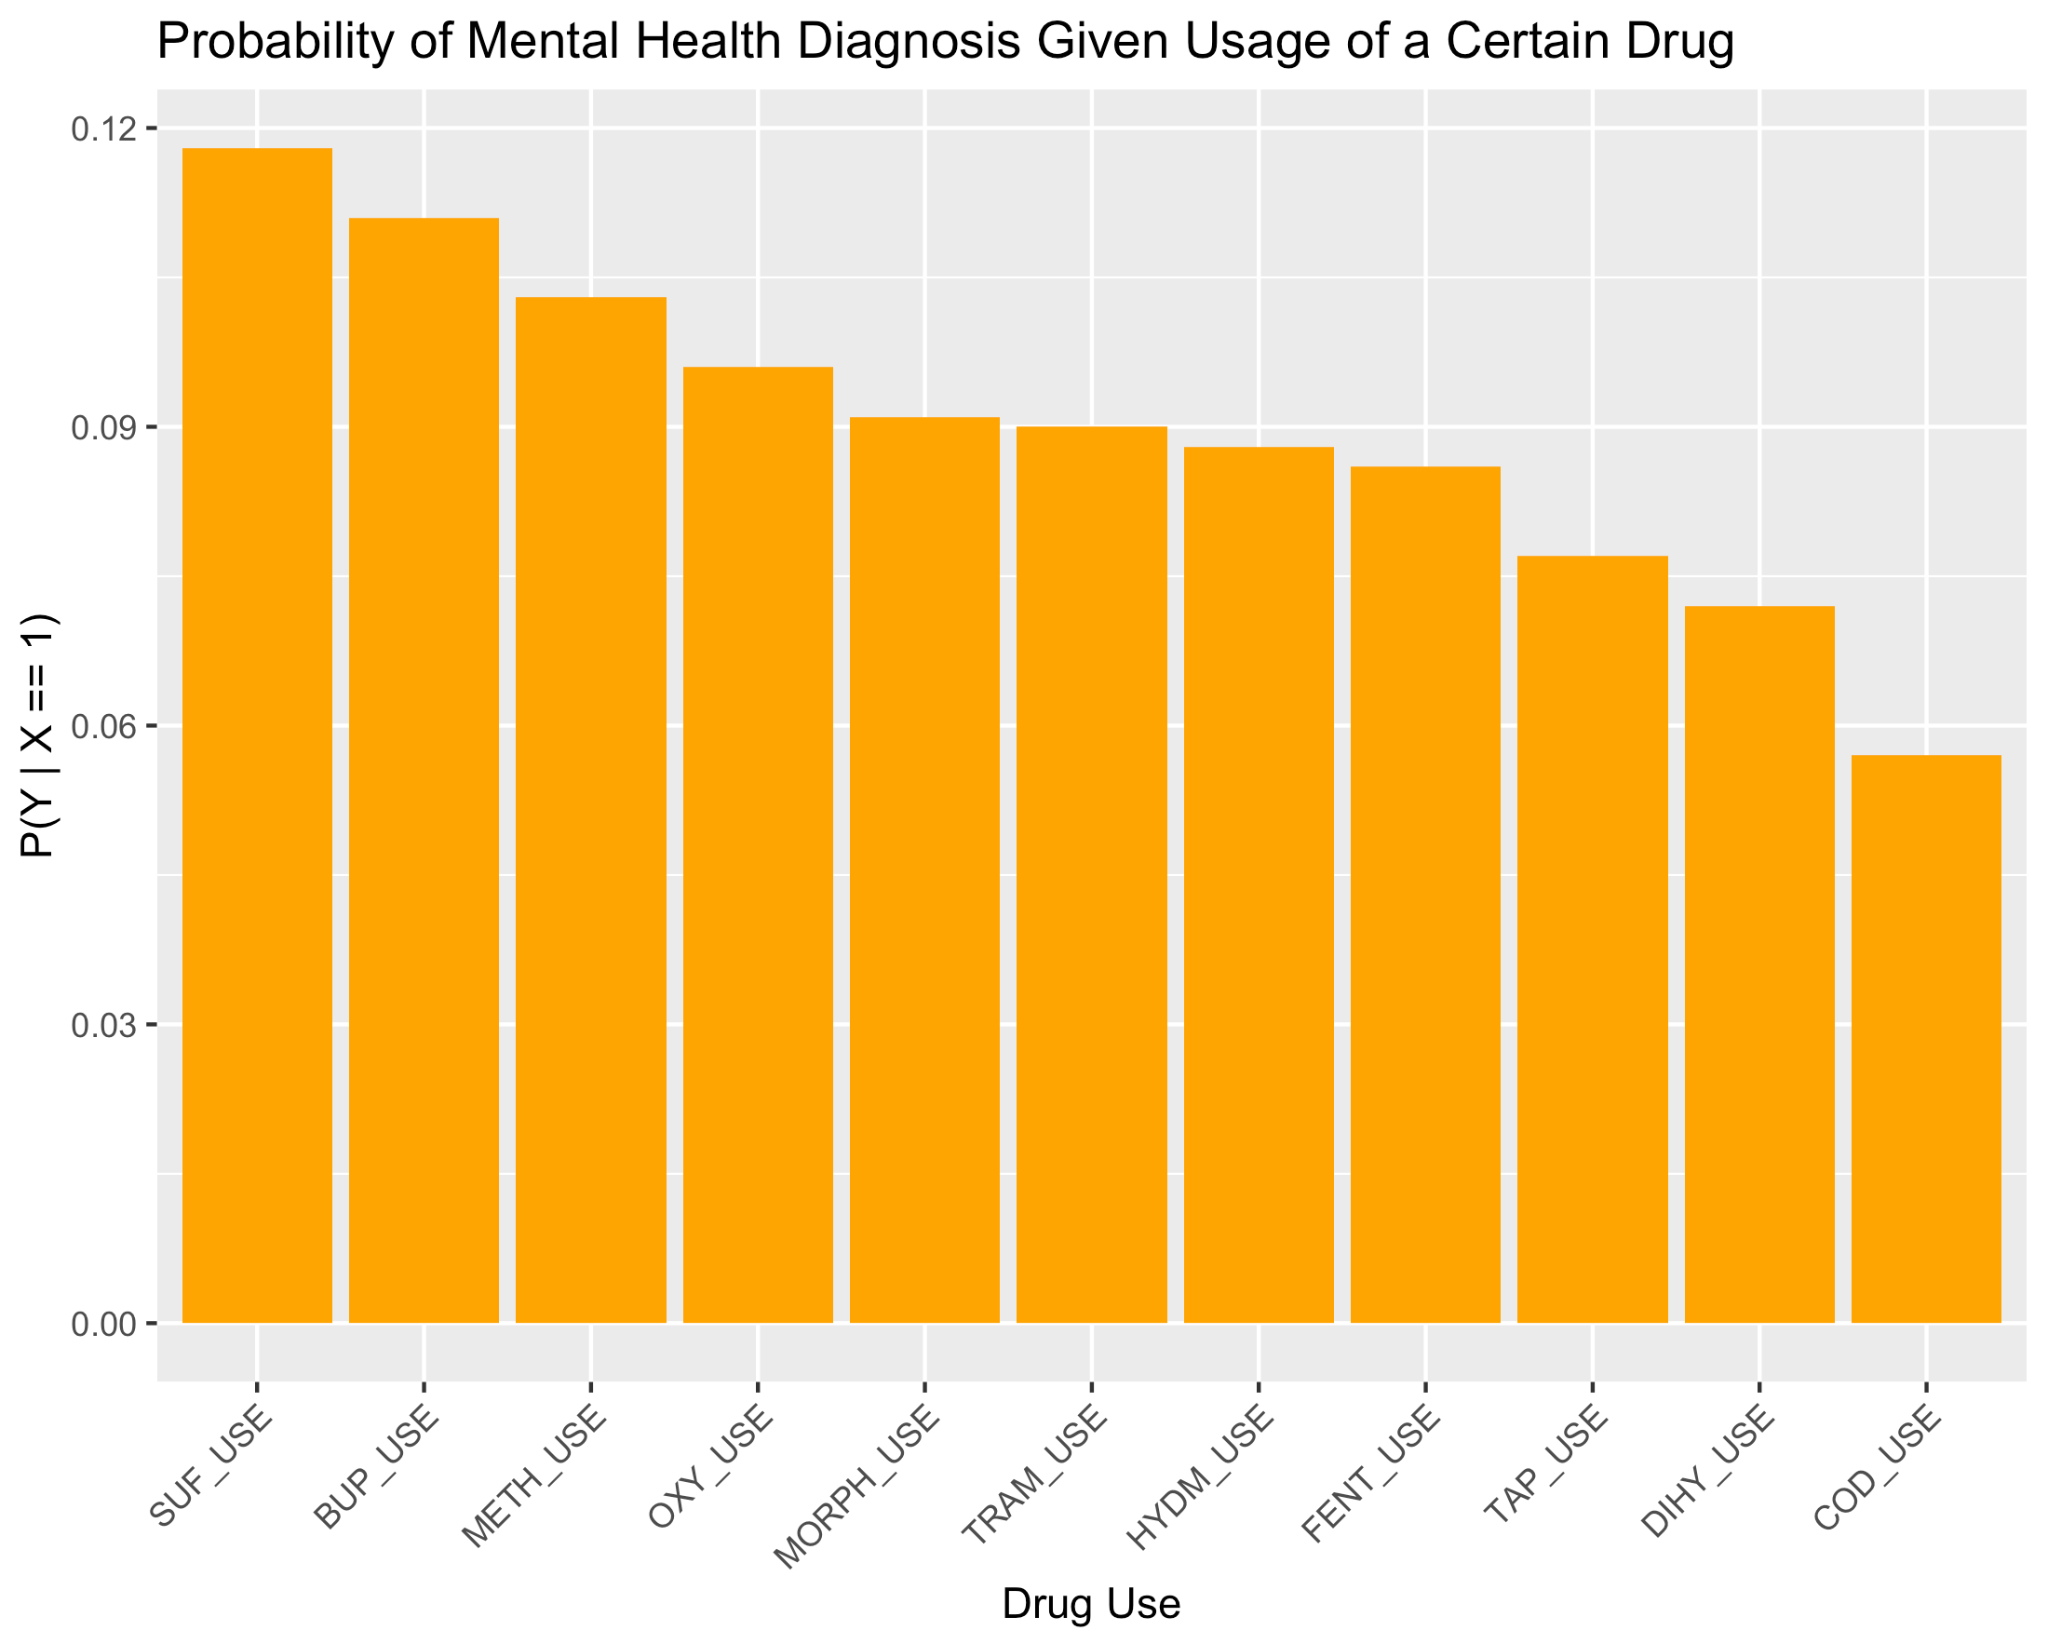 Probability of Mental Health Diagnosis Given Usage of a Certain Drug
P(Y | X == 1)
0.12
0.09
0.06
0.03
0.00
SUF_USE
BUP_USE
METH_USE
OXY_USE
MORPH_USE
TRAM_USE
HYDM_USE
FENT_USE
TAP_USE
DIHY_USE
COD_USE
Drug Use